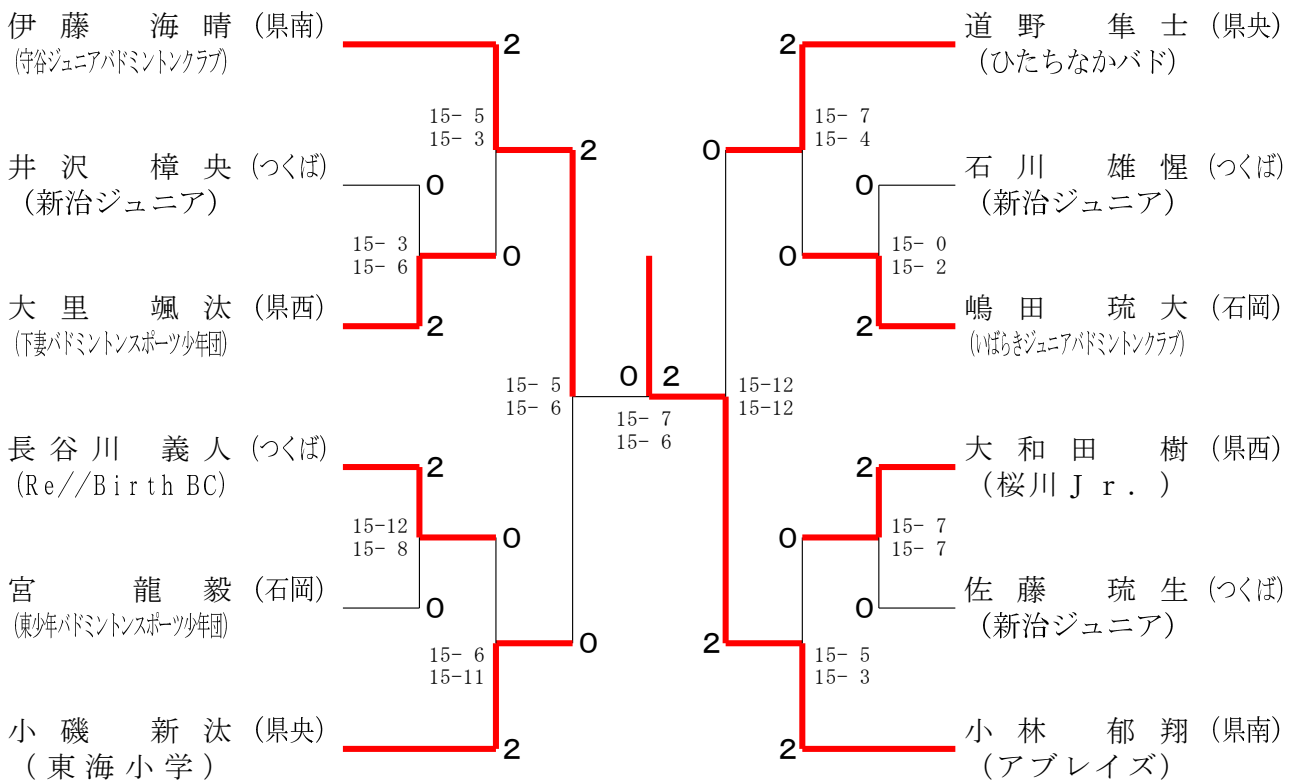 伊藤 海晴 (県南)
(守谷ジュニアバドミントンクラブ)
2
15- 5
15- 3
井沢 樟央 (つくば)
(新治ジュニア)
0
2
15- 3
15- 6
0
大里 颯汰 (県西)
(下妻バドミントンスポーツ少年団)
2
15- 5
15- 6
長谷川 義人 (つくば)
(Re//Birth BC)
2
15-12
15- 8
0
宮 龍毅 (石岡)
(東少年バドミントンスポーツ少年団)
0
15- 6
15-11
0
小磯 新汰 (県央)
(東海小学)
2
0 2
15- 7
15- 6
道野 隼士 (県央)
(ひたちなかバド)
2
15- 7
15- 4
0
石川 雄惺 (つくば)
(新治ジュニア)
0
15- 0
15- 2
0
嶋田 琉大 (石岡)
(いばらきジュニアバドミントンクラブ)
2
15-12
15-12
大和田 樹 (県西)
(桜川Jr.)
2
15- 7
15- 7
0
佐藤 琉生 (つくば)
(新治ジュニア)
0
2
15- 5
15- 3
小林 郁翔 (県南)
(アブレイズ)
2